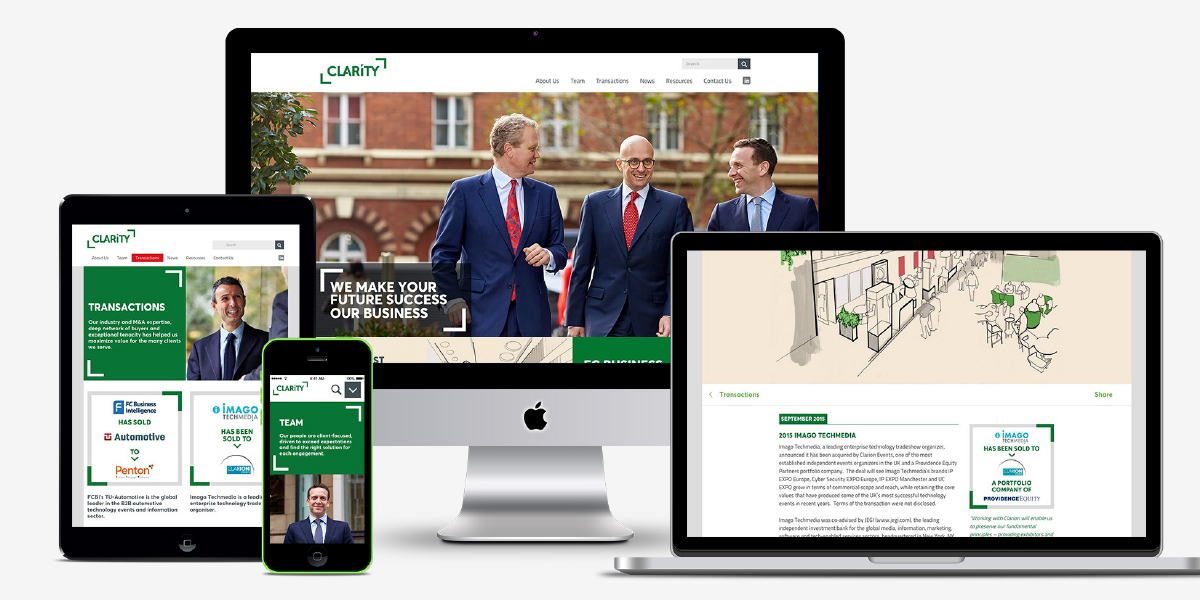 CLARiTY
Search
About Us Team Transactions News Resources Contact Us in
WE MAKE YOUR
FUTURE SUCCESS
OUR BUSINESS
CLARiTY
Search
About Us Team Transactions News Resources Contact Us in
TRANSACTIONS
Our industry and M&A expertise,
deep network of buyers and
exceptional tenacity has helped us
maximize value for the many clients
we serve.
FC Business
Intelligence
HAS SOLD
TU Automotive
TO
Penton
iMAGO
TECHMEDIA
HAS BEEN
SOLD TO
CLARION
FCBI's TU-Automotive is the global
leader in the B2B automotive
technology events and information
sector.
Imago Techmedia is a leadi
enterprise technology trade
organiser.
9:41 AM
CLARiTY
TEAM
Our people are client-focused,
driven to exceed expectations
and find the right solution for
each engagement.
Transactions
Share
SEPTEMBER 2015
2015 IMAGO TECHMEDIA
Imago Techmedia, a leading enterprise technology tradeshow organizer,
announced it has been acquired by Clarion Events, one of the most
established independent events organizers in the UK and a Providence Equity
Partners portfolio company. The deal will see Imago Techmedia's brands IP
EXPO Europe, Cyber Security EXPO Europe, IP EXPO Manchester and UC
EXPO grow in terms of commercial scope and reach, while retaining the core
values that have produced some of the UK's most successful technology
events in recent years. Terms of the transaction were not disclosed.
Imago Techmedia was co-advised by JEGI (www.jegi.com), the leading
independent investment bank for the global media, information, marketing,
software and tech-enabled services sectors, headquartered in New York, NY
iMAGO
TECHMEDIA
HAS BEEN SOLD TO
CLARION
A PORTFOLIO
COMPANY OF
PROVIDENCEEQUITY
"Working with Clarion will enable us
to preserve our fundamental
principles – providing exhibitors and